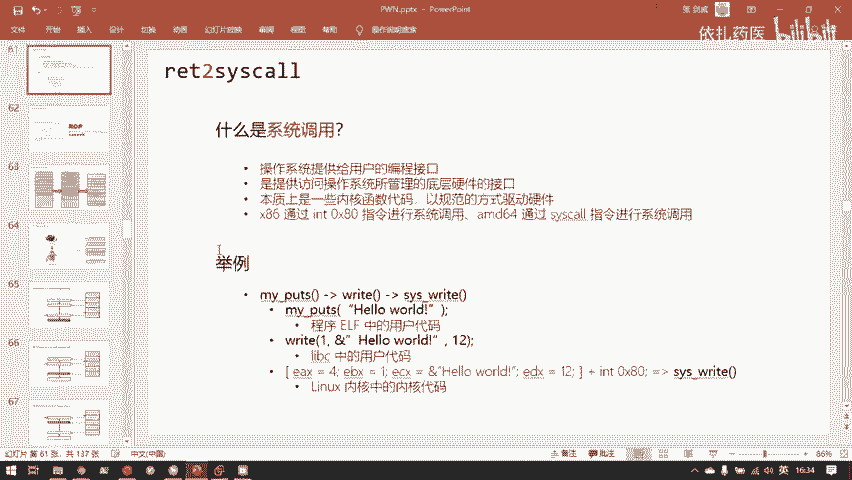 PWN.pptx - PowerPoint
张 剑威
文件 开始 插入 设计 切换 动画 幻灯片放映 审阅 视图 帮助 操作说明搜索
依扎药医 bilibili
61
62
63
64
65
66
67
ROP
ret2syscall
什么是系统调用?
• 操作系统提供给用户的编程接口
• 是提供访问操作系统所管理的底层硬件的接口
• 本质上是一些内核函数代码，以规范的方式驱动硬件
• x86 通过 int 0x80 指令进行系统调用、amd64 通过 syscall 指令进行系统调用
举例
• my_puts() -> write() -> sys_write()
• my_puts( “Hello world!” );
• 程序 ELF 中的用户代码
• write(1, &”Hello world!”, 12);
• libc 中的用户代码
• [ eax = 4; ebx = 1; ecx = &“Hello world!”; edx = 12; ] + int 0x80; => sys_write()
• Linux 内核中的内核代码
幻灯片 第 61 张，共 137 张 中文(中国) 备注 批注 86%
英 16:34